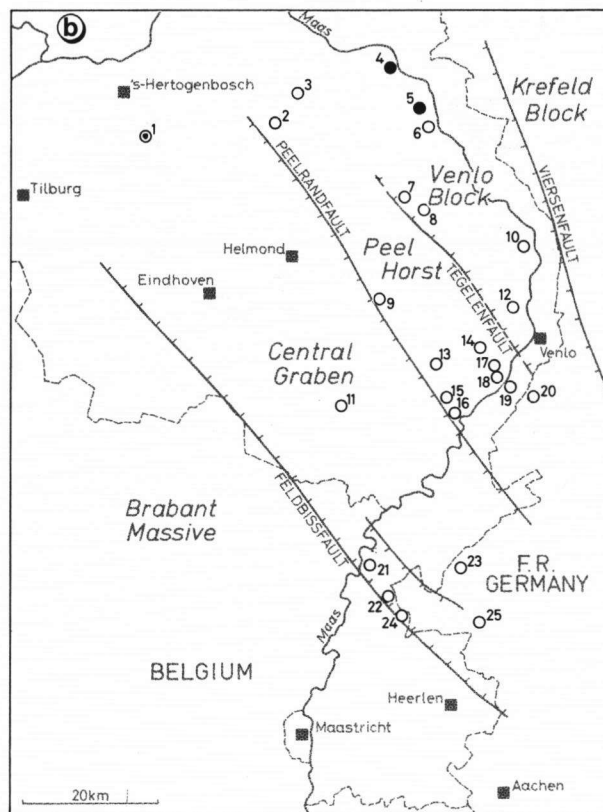 b
Maas
4
's-Hertogenbosch
3
5
Krefeld
Block
2
1
6
PEELRANDFAULT
Venlo
Block
VIERSENFAULT
Tilburg
7
8
Helmond
Peel
Horst
TEGELENFAULT
10
Eindhoven
9
12
Central
Graben
14
Venlo
13
17
18
11
15
16
19
20
Brabant
Massive
FELDBISSFAULT
21
23
F.R.
GERMANY
22
24
25
Maas
BELGIUM
Heerlen
Maastricht
20km
Aachen